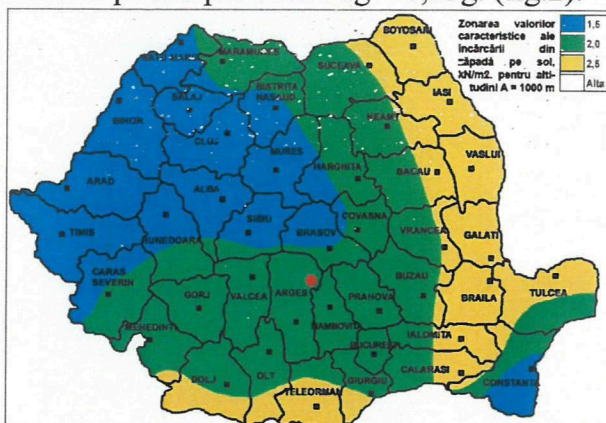 Zonarea valorilor
caracteristice ale
încărcării din
zăpadă pe sol,
kN/m2. pentru alti-
tudini A = 1000 m
1,5
2,0
2,5
Alta
BOYOSARI
SATU MARE
MARAMURES
SUCEAVA
BISTRITA
NASAUD
IASI
SALAJ
BIHOR
NEAMT
CLUJ
MURES
VASLUI
HARGHITA
BACAU
ARAD
ALBA
COVASNA
SIBIU
BRASOV
VRANCEA
GALATI
TIMIS
HUNEDOARA
CARAS
SEVERIN
BUZAU
TULCEA
VALCEA
ARGES
GORJ
PRAHOVA
BRAILA
DAMBOVITA
MEHEDINTI
IALOMITA
BUCURESTI
OLT
DOLJ
CALARASI
GIURGIU
CONSTANTA
TELEORMAN